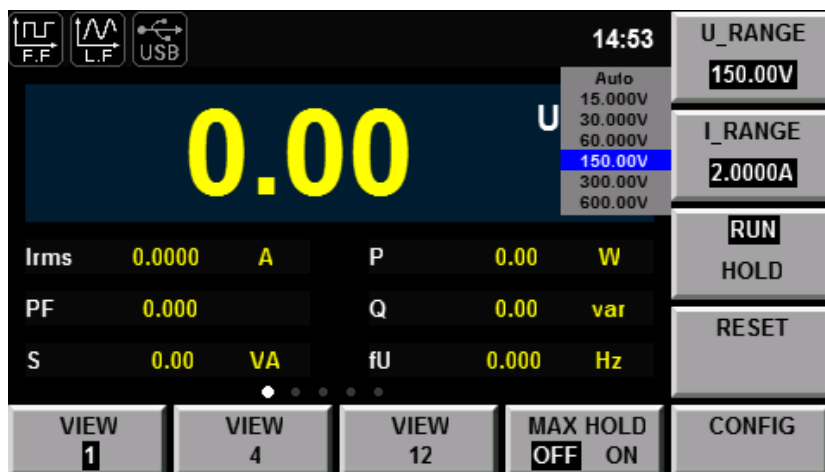 F.F
L.F
USB
14:53
U_RANGE
150.00V
Auto
15.000V
30.000V
60.000V
150.00V
300.00V
600.00V
0.00
U
I_RANGE
2.0000A
RUN
HOLD
Irms 0.0000 A P 0.00 W
PF 0.000 Q 0.00 var
S 0.00 VA fU 0.000 Hz
RESET
VIEW
1
VIEW
4
VIEW
12
MAX HOLD
OFF ON
CONFIG